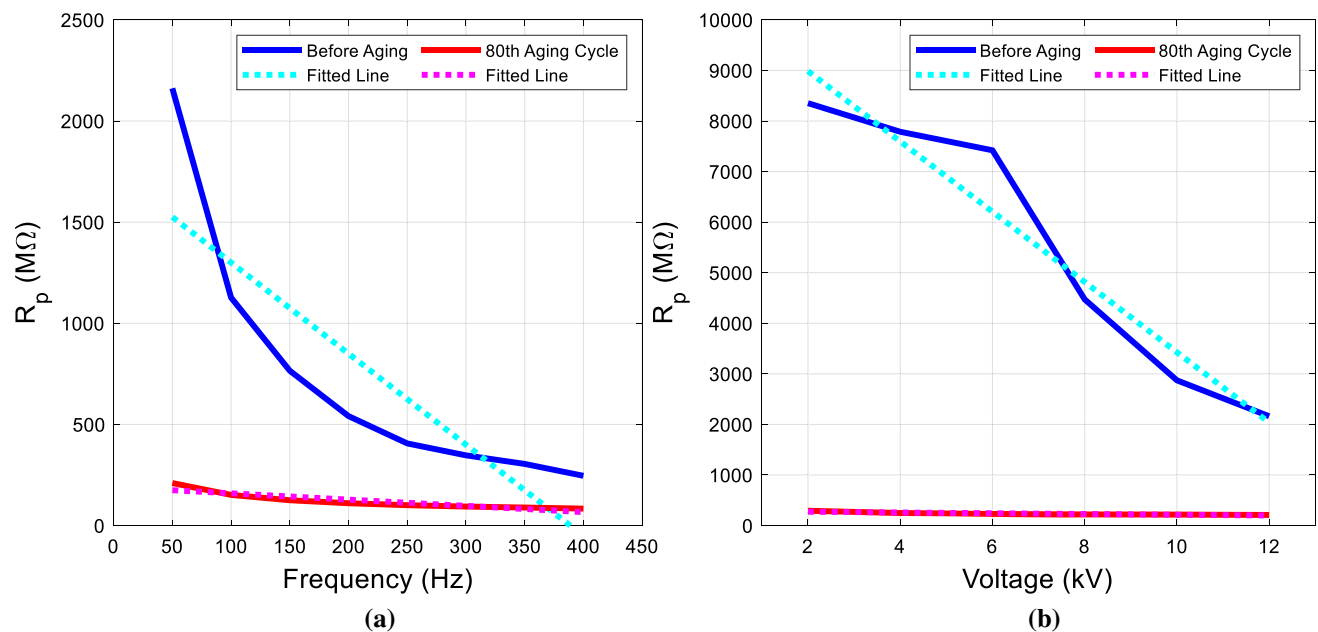 2500
2000
1500
1000
500
0
0 50 100 150 200 250 300 350 400 450
R_p (MΩ)
Frequency (Hz)
Before Aging 80th Aging Cycle
Fitted Line Fitted Line
(a)
10000
9000
8000
7000
6000
5000
4000
3000
2000
1000
0
2 4 6 8 10 12
R_p (MΩ)
Voltage (kV)
Before Aging 80th Aging Cycle
Fitted Line Fitted Line
(b)